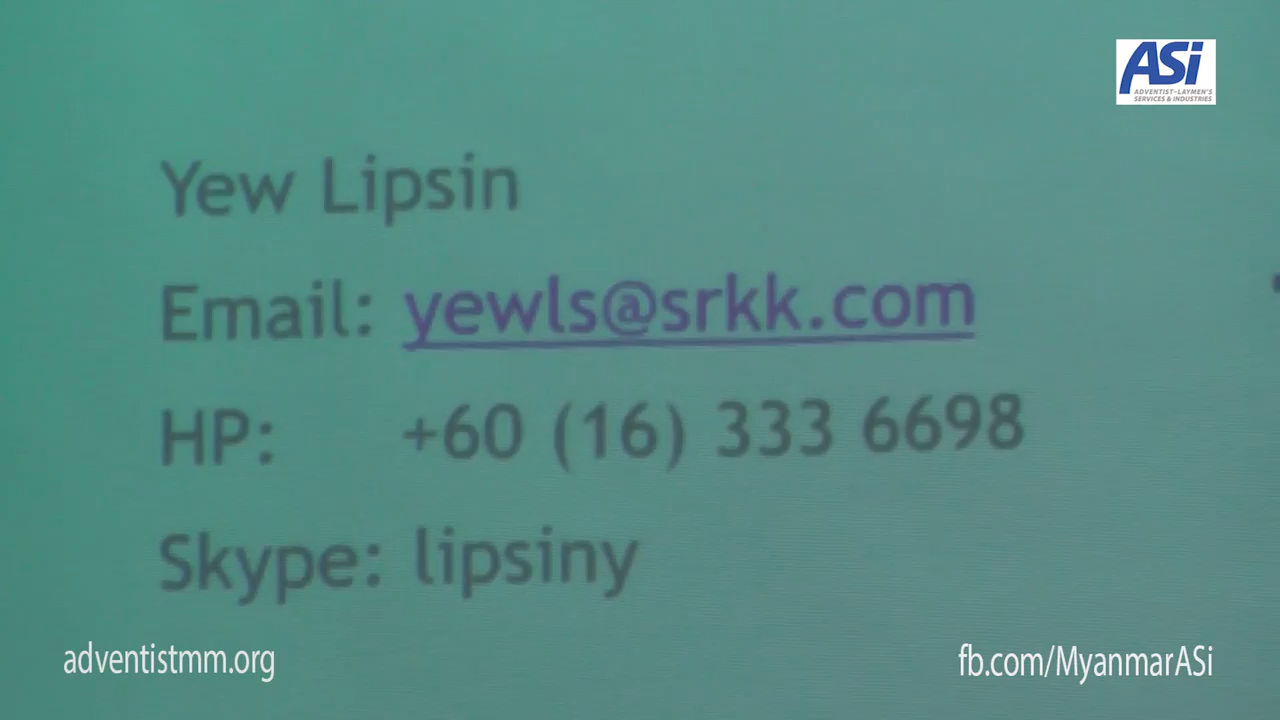 ASi
ADVENTIST-LAYMEN'S
SERVICES & INDUSTRIES
Yew Lipsin
Email: yewls@srkk.com
HP: +60 (16) 333 6698
Skype: lipsiny
adventistmm.org
fb.com/MyanmarASi